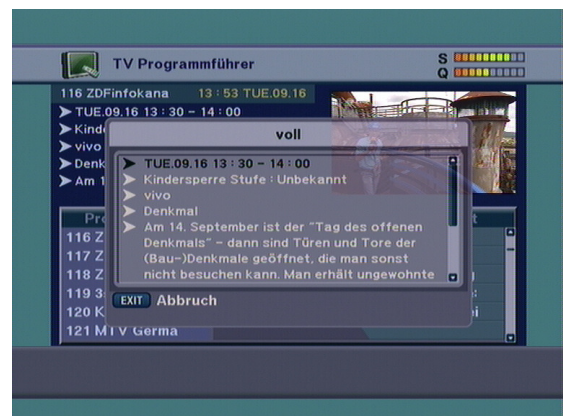 TV Programmführer
S
Q
116 ZDFinfokana 13 : 53 TUE.09.16
TUE.09.16 13 : 30 – 14 : 00
Kind
vivo
Denk
Am 1
voll
TUE.09.16 13 : 30 – 14 : 00
Kindersperre Stufe : Unbekannt
vivo
Denkmal
Am 14. September ist der "Tag des offenen
Denkmals" – dann sind Türen und Tore der
(Bau-)Denkmale geöffnet, die man sonst
nicht besuchen kann. Man erhält ungewohnte
EXIT Abbruch
Pr t
116 Z
117 Z
118 Z
119 3
120 K ei
121 MTV Germa